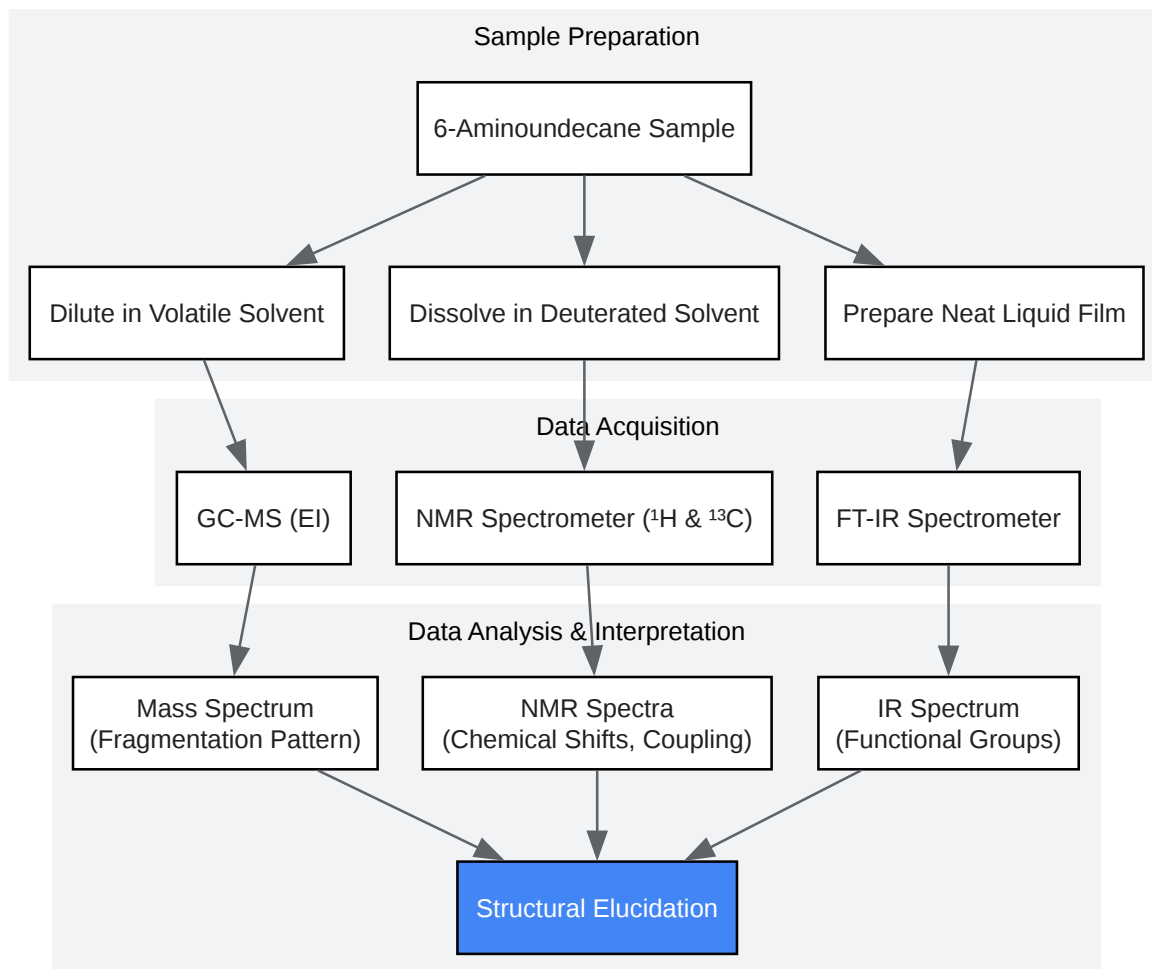 Sample Preparation
6-Aminoundecane Sample
Dilute in Volatile Solvent
Dissolve in Deuterated Solvent
Prepare Neat Liquid Film
Data Acquisition
GC-MS (EI)
NMR Spectrometer (¹H & ¹³C)
FT-IR Spectrometer
Data Analysis & Interpretation
Mass Spectrum
(Fragmentation Pattern)
NMR Spectra
(Chemical Shifts, Coupling)
IR Spectrum
(Functional Groups)
Structural Elucidation